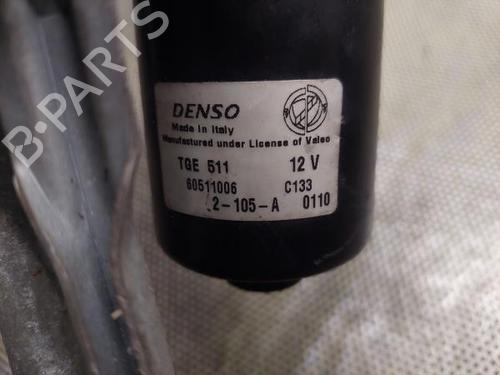 B-PARTS
DENSO
Made in Italy
Manufactured under License of Valeo
TGE 511 12 V
60511006 C133
2-105-A 0110